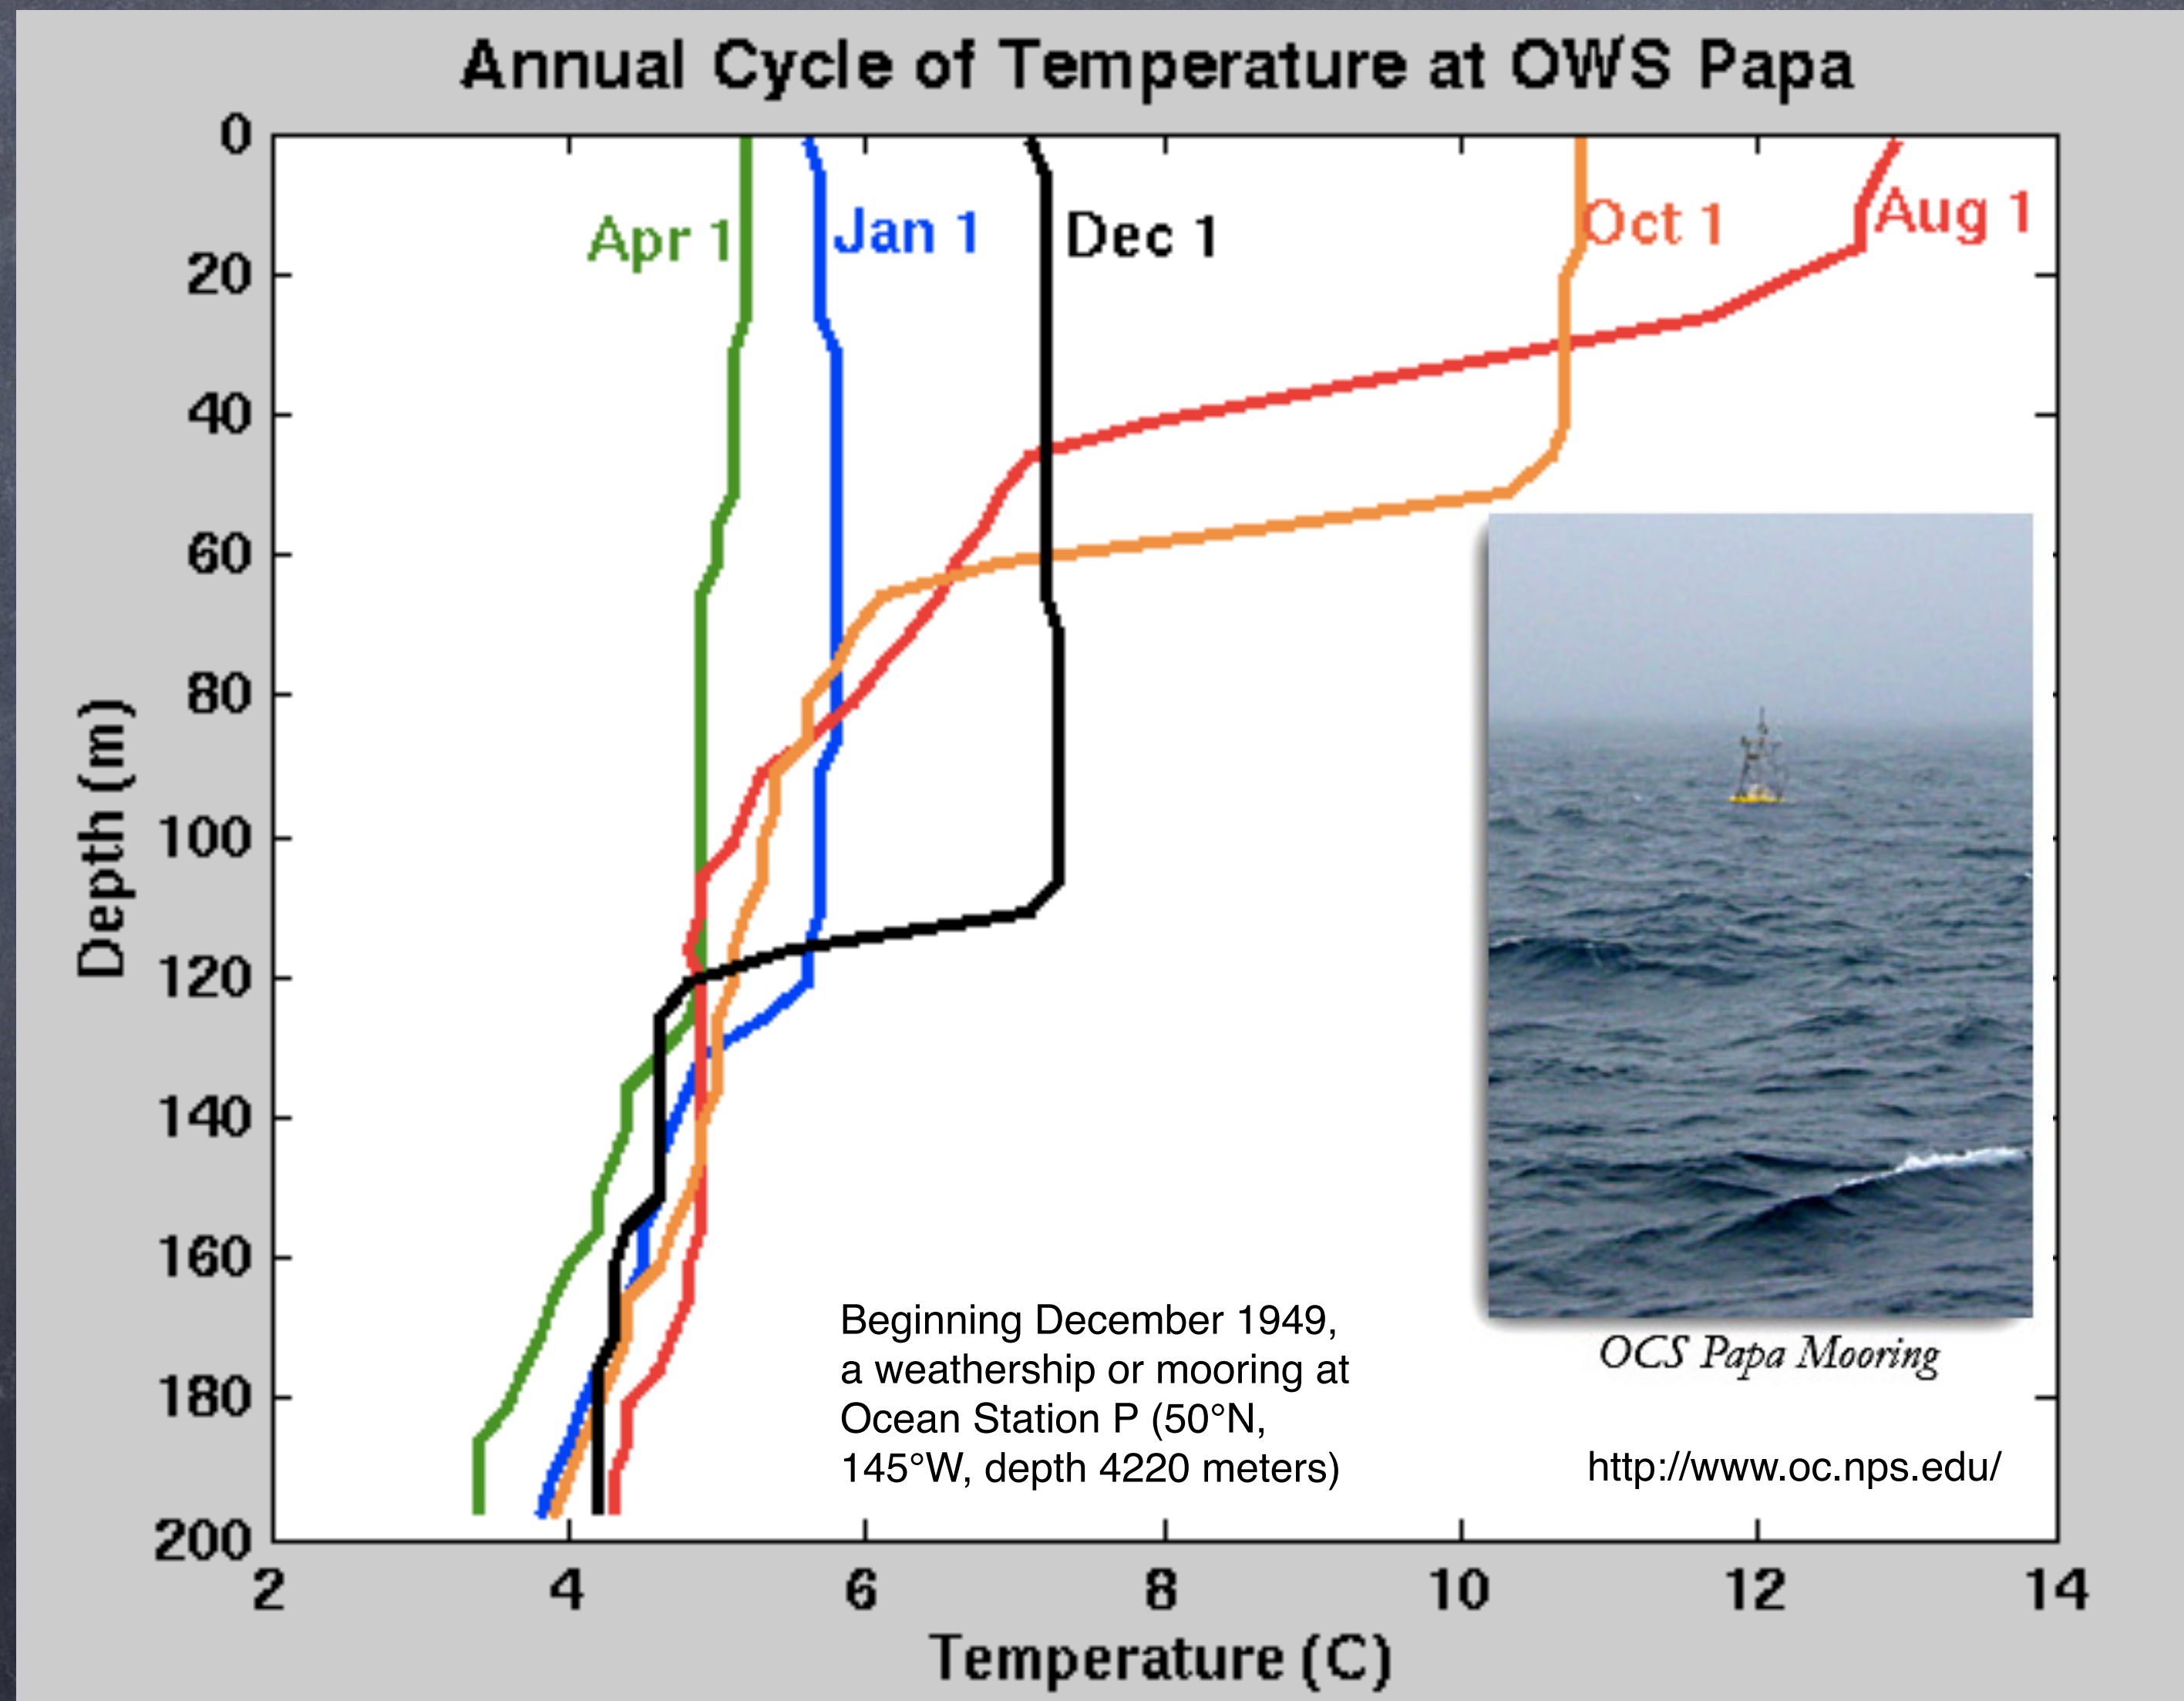 Annual Cycle of Temperature at OWS Papa
0
20
40
60
80
100
120
140
160
180
200
Depth (m)
Apr 1
Jan 1
Dec 1
Oct 1
Aug 1
Beginning December 1949,
a weathership or mooring at
Ocean Station P (50°N,
145°W, depth 4220 meters)
OCS Papa Mooring
http://www.oc.nps.edu/
2 4 6 8 10 12 14
Temperature (C)